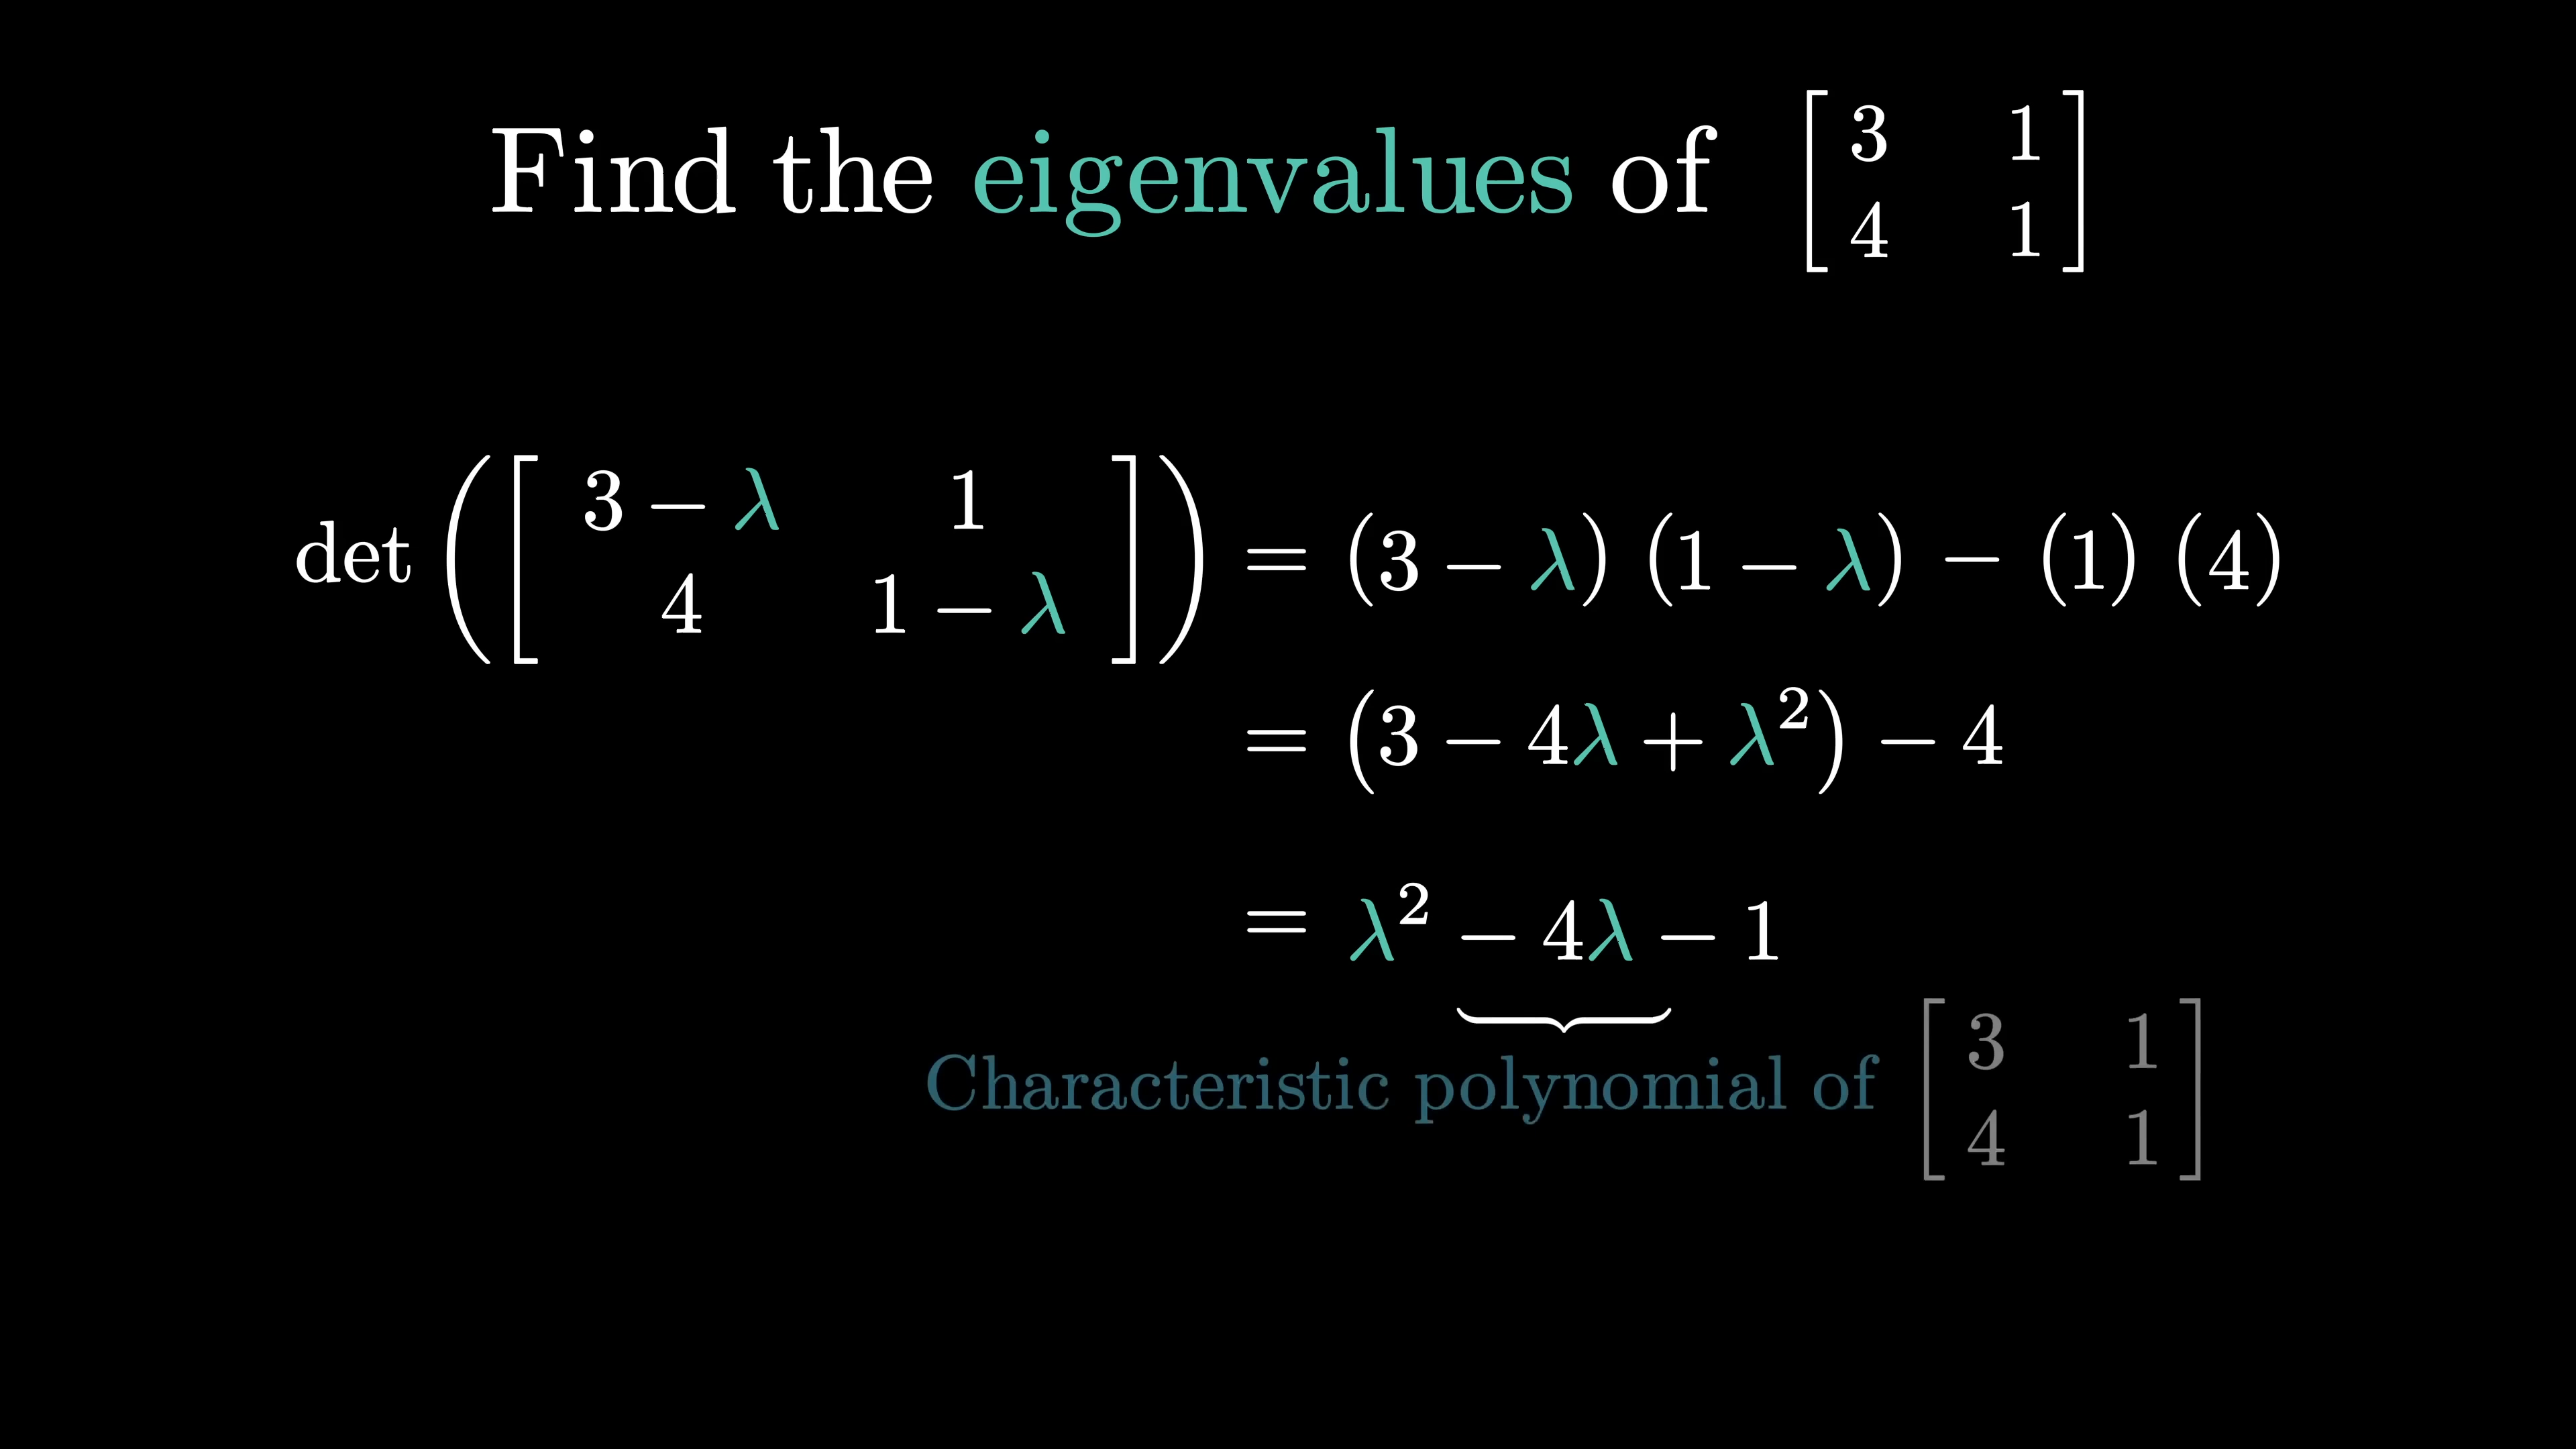 Find the eigenvalues of [3 1; 4 1]
det([3 − λ 1; 4 1 − λ]) = (3 − λ) (1 − λ) − (1) (4)
= (3 − 4λ + λ²) − 4
= λ² − 4λ − 1
Characteristic polynomial of [3 1; 4 1]